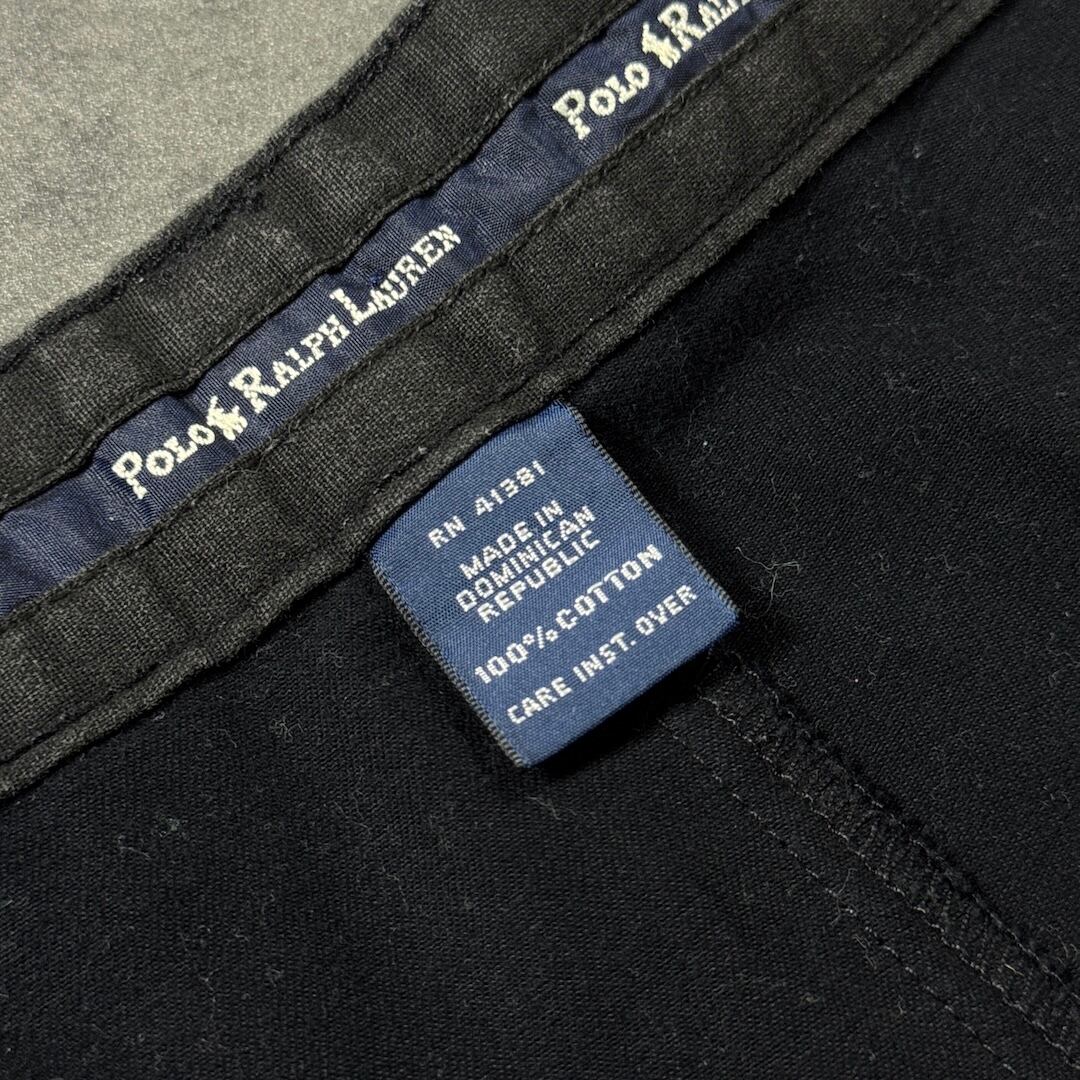 POLO RALPH
POLO RALPH LAUREN
RN 41381
MADE IN
DOMINICAN
REPUBLIC
100% COTTON
CARE INST. OVER